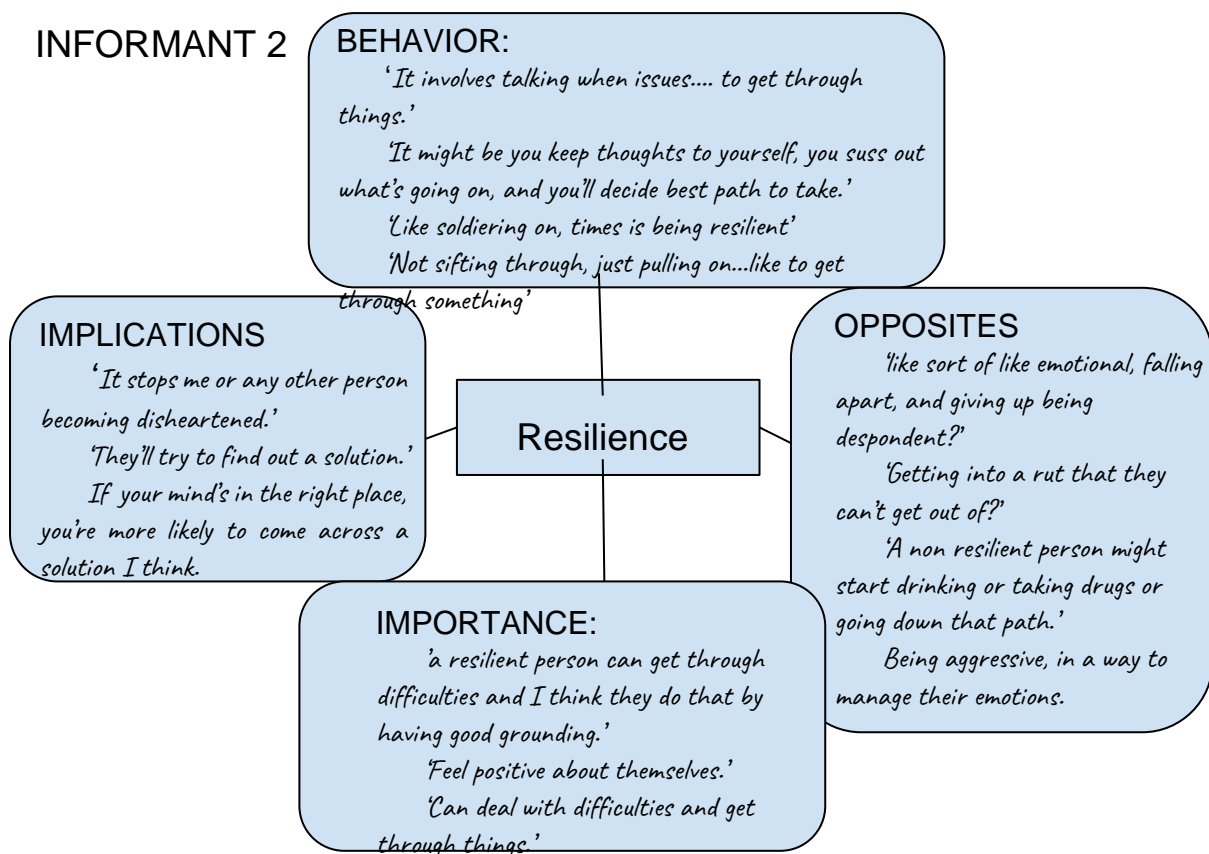 INFORMANT 2
BEHAVIOR:
‘It involves talking when issues.... to get through
things.’
‘It might be you keep thoughts to yourself, you suss out
what’s going on, and you’ll decide best path to take.’
‘Like soldiering on, times is being resilient’
‘Not sifting through, just pulling on...like to get
through something’
IMPLICATIONS
‘It stops me or any other person
becoming disheartened.’
‘They’ll try to find out a solution.’
If your mind’s in the right place,
you’re more likely to come across a
solution I think.
Resilience
OPPOSITES
‘like sort of like emotional, falling
apart, and giving up being
despondent?’
‘Getting into a rut that they
can’t get out of?’
‘A non resilient person might
start drinking or taking drugs or
going down that path.’
Being aggressive, in a way to
manage their emotions.
IMPORTANCE:
’a resilient person can get through
difficulties and I think they do that by
having good grounding.’
‘Feel positive about themselves.’
‘Can deal with difficulties and get
through things.’